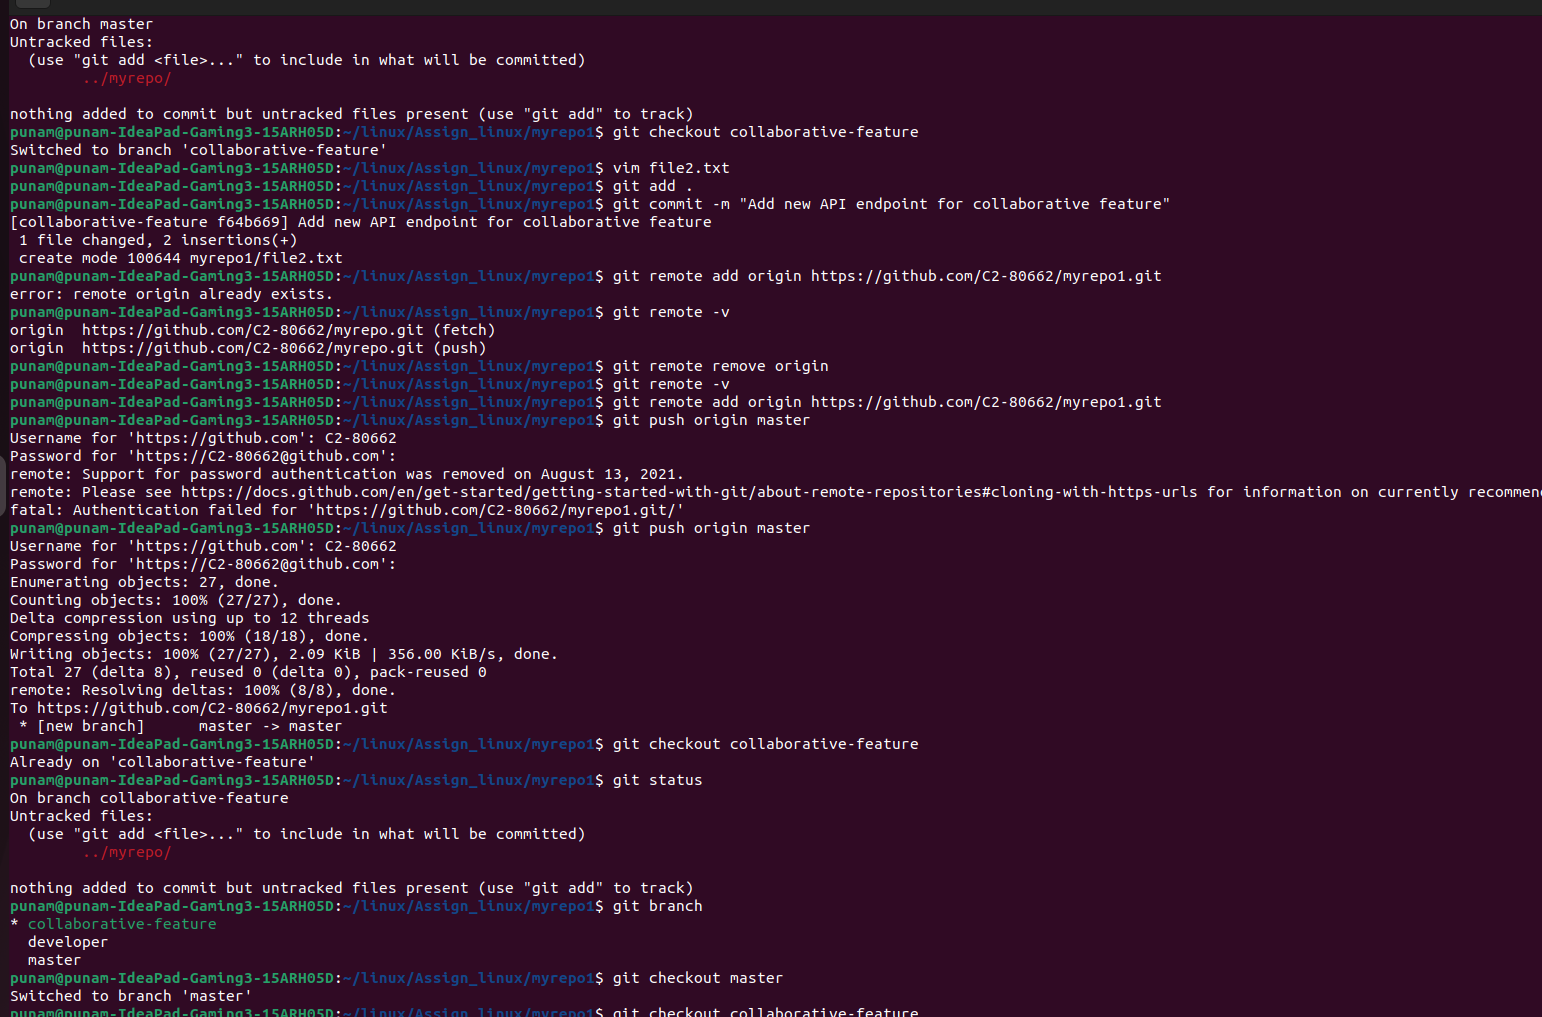 On branch master
Untracked files:
  (use "git add <file>..." to include in what will be committed)
        ../myrepo/

nothing added to commit but untracked files present (use "git add" to track)
punam@punam-IdeaPad-Gaming3-15ARH05D:~/linux/Assign_linux/myrepo1$ git checkout collaborative-feature
Switched to branch 'collaborative-feature'
punam@punam-IdeaPad-Gaming3-15ARH05D:~/linux/Assign_linux/myrepo1$ vim file2.txt
punam@punam-IdeaPad-Gaming3-15ARH05D:~/linux/Assign_linux/myrepo1$ git add .
punam@punam-IdeaPad-Gaming3-15ARH05D:~/linux/Assign_linux/myrepo1$ git commit -m "Add new API endpoint for collaborative feature"
[collaborative-feature f64b669] Add new API endpoint for collaborative feature
 1 file changed, 2 insertions(+)
 create mode 100644 myrepo1/file2.txt
punam@punam-IdeaPad-Gaming3-15ARH05D:~/linux/Assign_linux/myrepo1$ git remote add origin https://github.com/C2-80662/myrepo1.git
error: remote origin already exists.
punam@punam-IdeaPad-Gaming3-15ARH05D:~/linux/Assign_linux/myrepo1$ git remote -v
origin  https://github.com/C2-80662/myrepo.git (fetch)
origin  https://github.com/C2-80662/myrepo.git (push)
punam@punam-IdeaPad-Gaming3-15ARH05D:~/linux/Assign_linux/myrepo1$ git remote remove origin
punam@punam-IdeaPad-Gaming3-15ARH05D:~/linux/Assign_linux/myrepo1$ git remote -v
punam@punam-IdeaPad-Gaming3-15ARH05D:~/linux/Assign_linux/myrepo1$ git remote add origin https://github.com/C2-80662/myrepo1.git
punam@punam-IdeaPad-Gaming3-15ARH05D:~/linux/Assign_linux/myrepo1$ git push origin master
Username for 'https://github.com': C2-80662
Password for 'https://C2-80662@github.com':
remote: Support for password authentication was removed on August 13, 2021.
remote: Please see https://docs.github.com/en/get-started/getting-started-with-git/about-remote-repositories#cloning-with-https-urls for information on currently recommen
fatal: Authentication failed for 'https://github.com/C2-80662/myrepo1.git/'
punam@punam-IdeaPad-Gaming3-15ARH05D:~/linux/Assign_linux/myrepo1$ git push origin master
Username for 'https://github.com': C2-80662
Password for 'https://C2-80662@github.com':
Enumerating objects: 27, done.
Counting objects: 100% (27/27), done.
Delta compression using up to 12 threads
Compressing objects: 100% (18/18), done.
Writing objects: 100% (27/27), 2.09 KiB | 356.00 KiB/s, done.
Total 27 (delta 8), reused 0 (delta 0), pack-reused 0
remote: Resolving deltas: 100% (8/8), done.
To https://github.com/C2-80662/myrepo1.git
 * [new branch]      master -> master
punam@punam-IdeaPad-Gaming3-15ARH05D:~/linux/Assign_linux/myrepo1$ git checkout collaborative-feature
Already on 'collaborative-feature'
punam@punam-IdeaPad-Gaming3-15ARH05D:~/linux/Assign_linux/myrepo1$ git status
On branch collaborative-feature
Untracked files:
  (use "git add <file>..." to include in what will be committed)
        ../myrepo/

nothing added to commit but untracked files present (use "git add" to track)
punam@punam-IdeaPad-Gaming3-15ARH05D:~/linux/Assign_linux/myrepo1$ git branch
* collaborative-feature
  developer
  master
punam@punam-IdeaPad-Gaming3-15ARH05D:~/linux/Assign_linux/myrepo1$ git checkout master
Switched to branch 'master'
punam@punam-IdeaPad-Gaming3-15ARH05D:~/linux/Assign_linux/myrepo1$ git checkout collaborative-feature